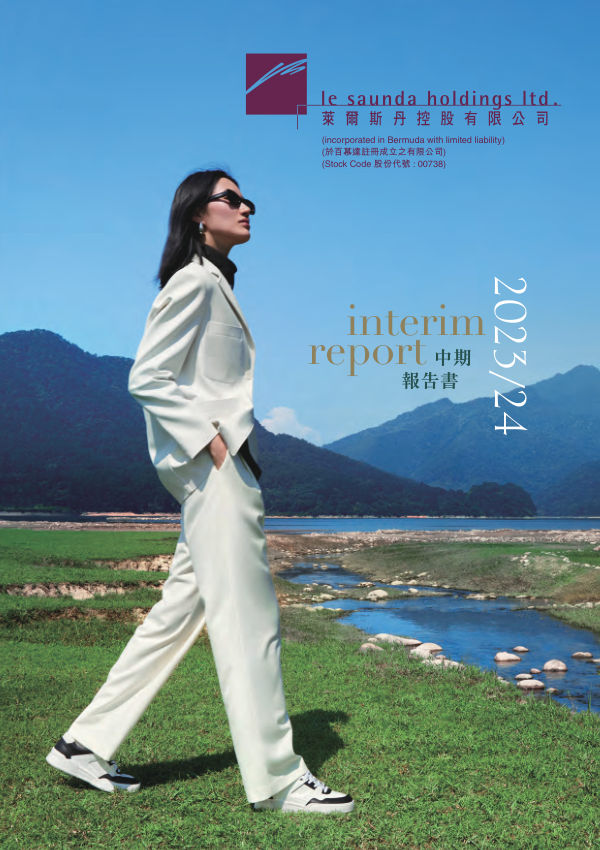 le saunda holdings ltd.
萊爾斯丹控股有限公司
(incorporated in Bermuda with limited liability)
(於百慕達註冊成立之有限公司)
(Stock Code 股份代號 : 00738)
interim
report 中期
報告書
2023/24